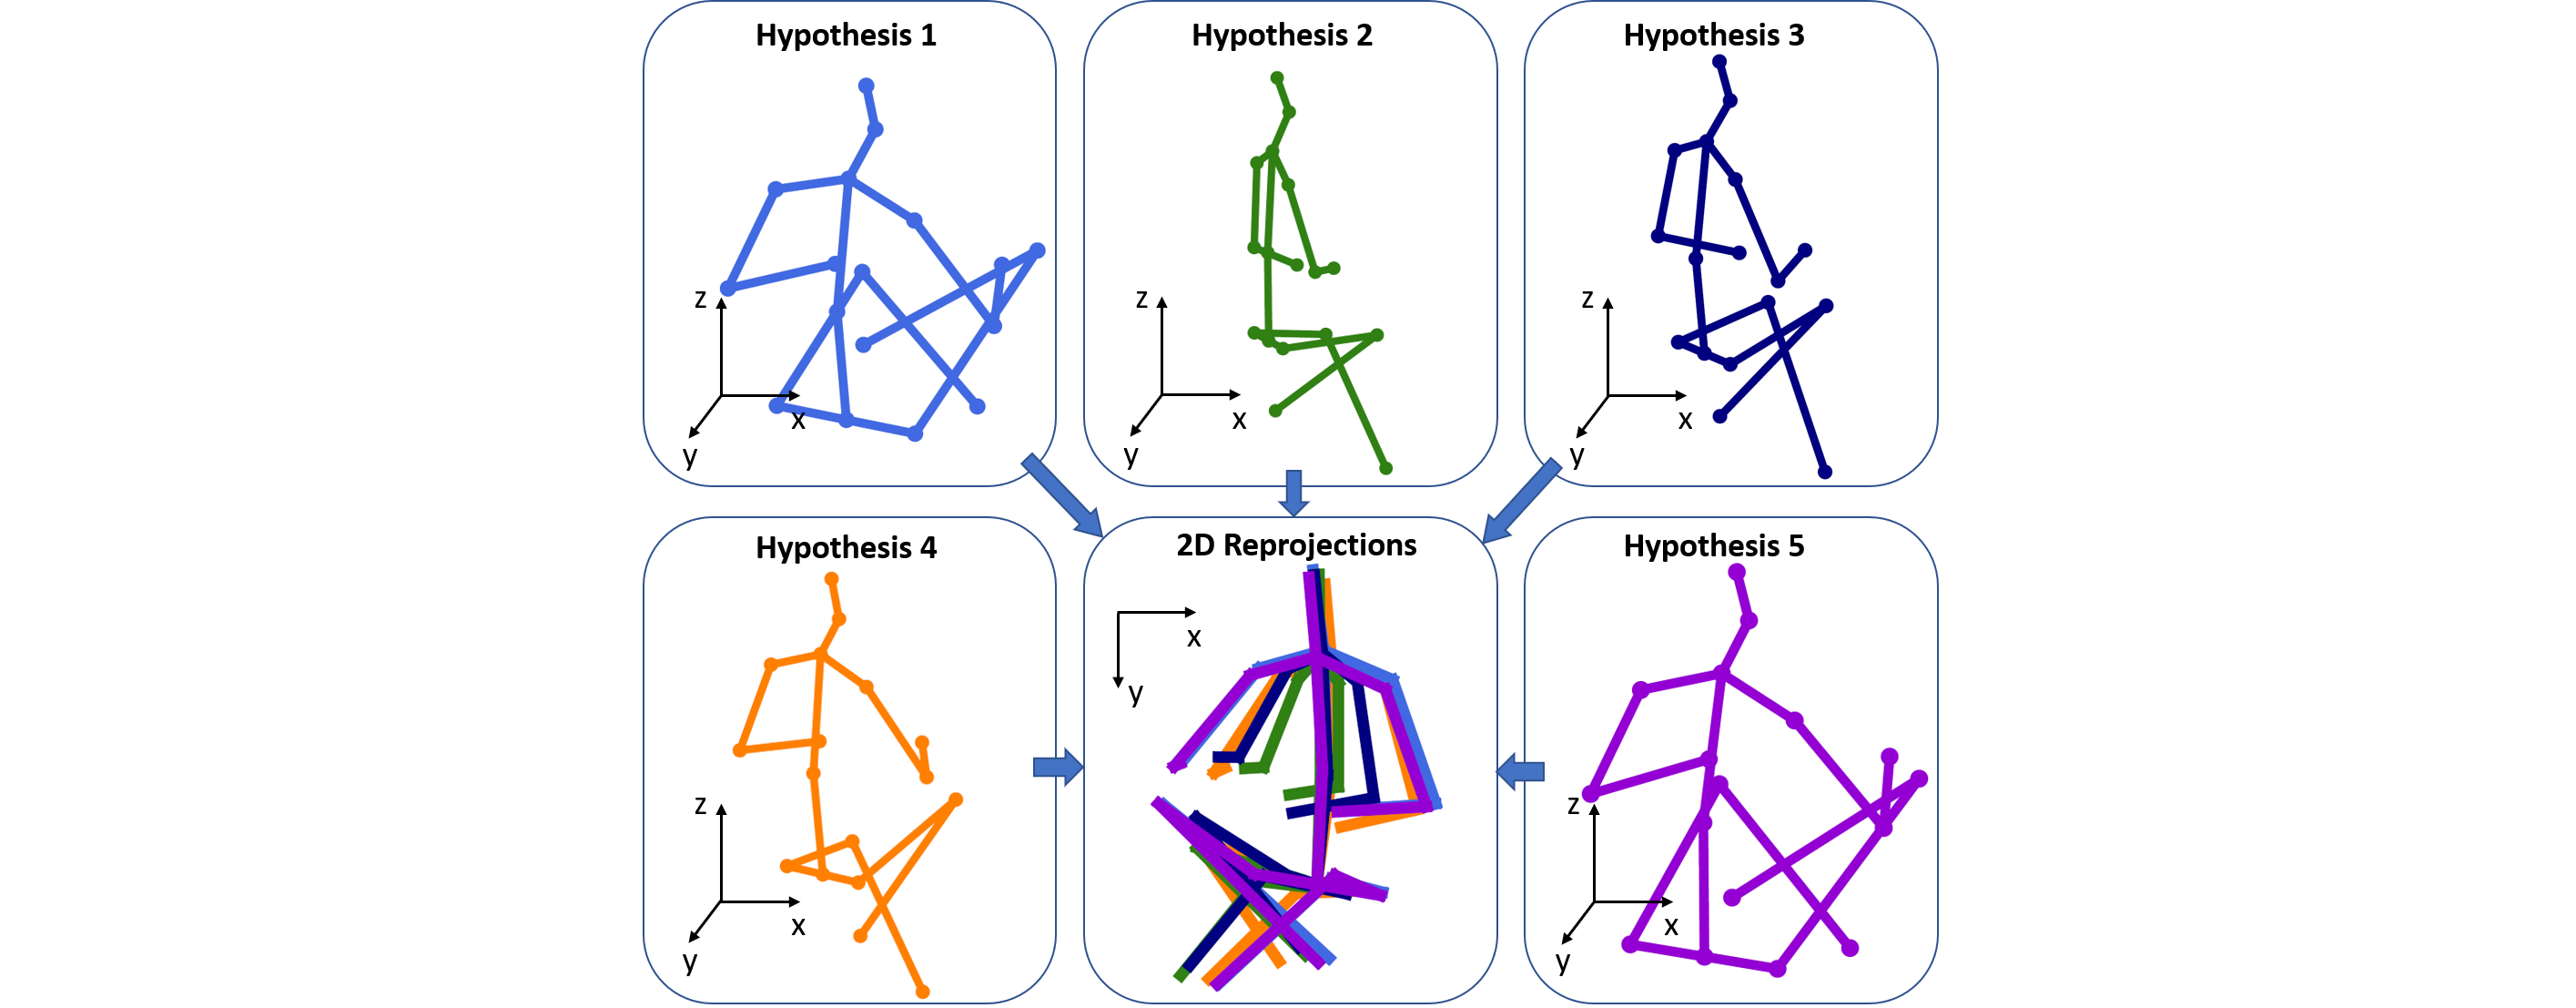 Hypothesis 1
z
x
y
Hypothesis 2
z
x
y
Hypothesis 3
z
x
y
Hypothesis 4
z
x
y
2D Reprojections
x
y
Hypothesis 5
z
x
y